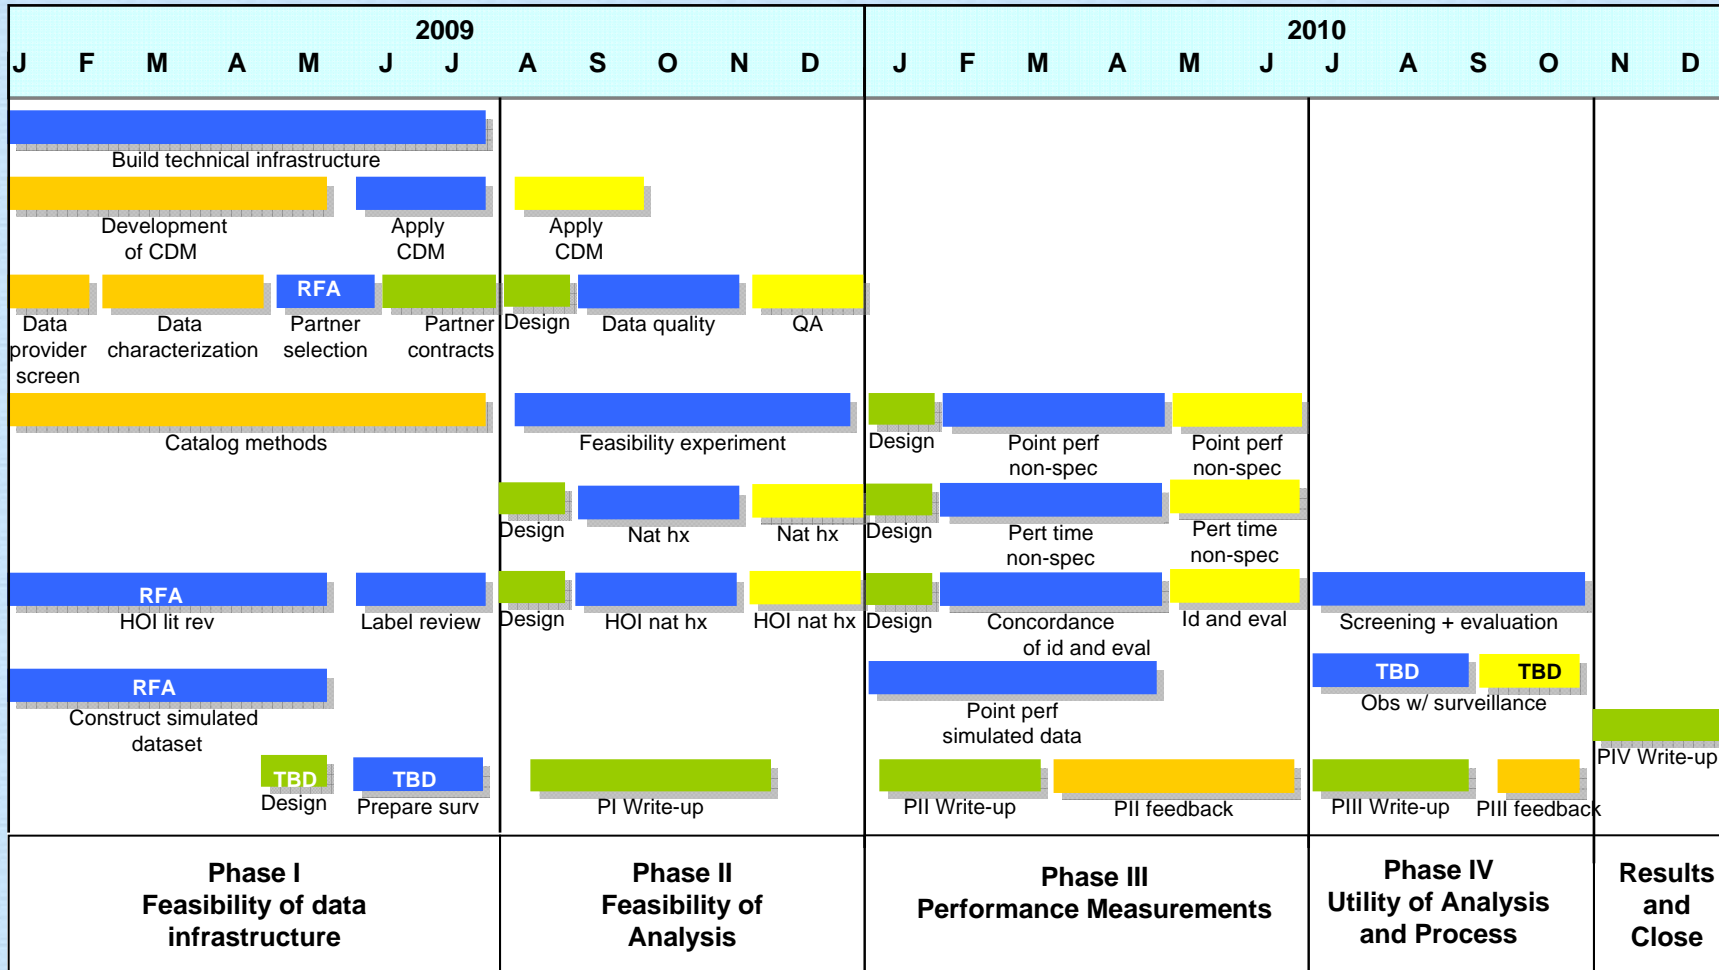 2009
2010
J F M A M J J A S O N D J F M A M J J A S O N D
Build technical infrastructure
Development
of CDM
Apply
CDM
Apply
CDM
RFA
Data
provider
screen
Data
characterization
Partner
selection
Partner
contracts
Design
Data quality
QA
Catalog methods
Feasibility experiment
Design
Point perf
non-spec
Point perf
non-spec
Design
Nat hx
Nat hx
Design
Pert time
non-spec
Pert time
non-spec
RFA
HOI lit rev
Label review
Design
HOI nat hx
HOI nat hx
Design
Concordance
of id and eval
Id and eval
Screening + evaluation
RFA
Construct simulated
dataset
Point perf
simulated data
TBD
TBD
Obs w/ surveillance
PIV Write-up
TBD
Design
TBD
Prepare surv
PI Write-up
PII Write-up
PII feedback
PIII Write-up
PIII feedback
Phase I
Feasibility of data
infrastructure
Phase II
Feasibility of
Analysis
Phase III
Performance Measurements
Phase IV
Utility of Analysis
and Process
Results
and
Close